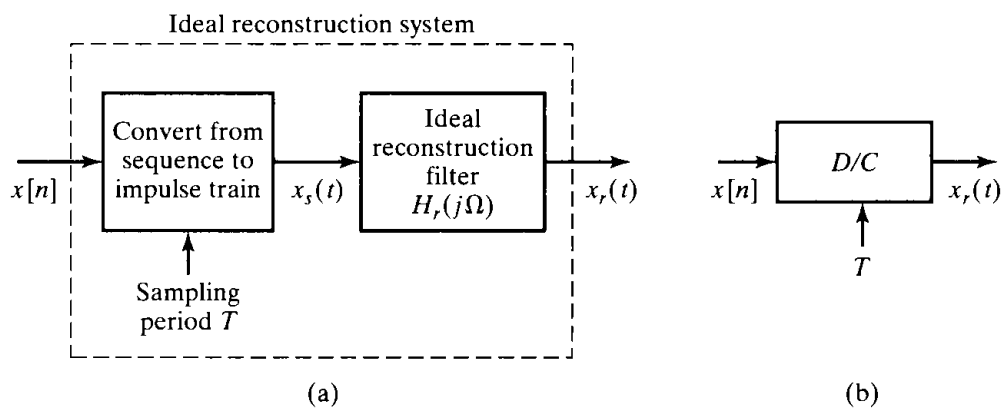 Ideal reconstruction system
Convert from
sequence to
impulse train
Ideal
reconstruction
filter
H_r(jΩ)
x[n]
x_s(t)
x_r(t)
Sampling
period T
(a)
D/C
x[n]
x_r(t)
T
(b)